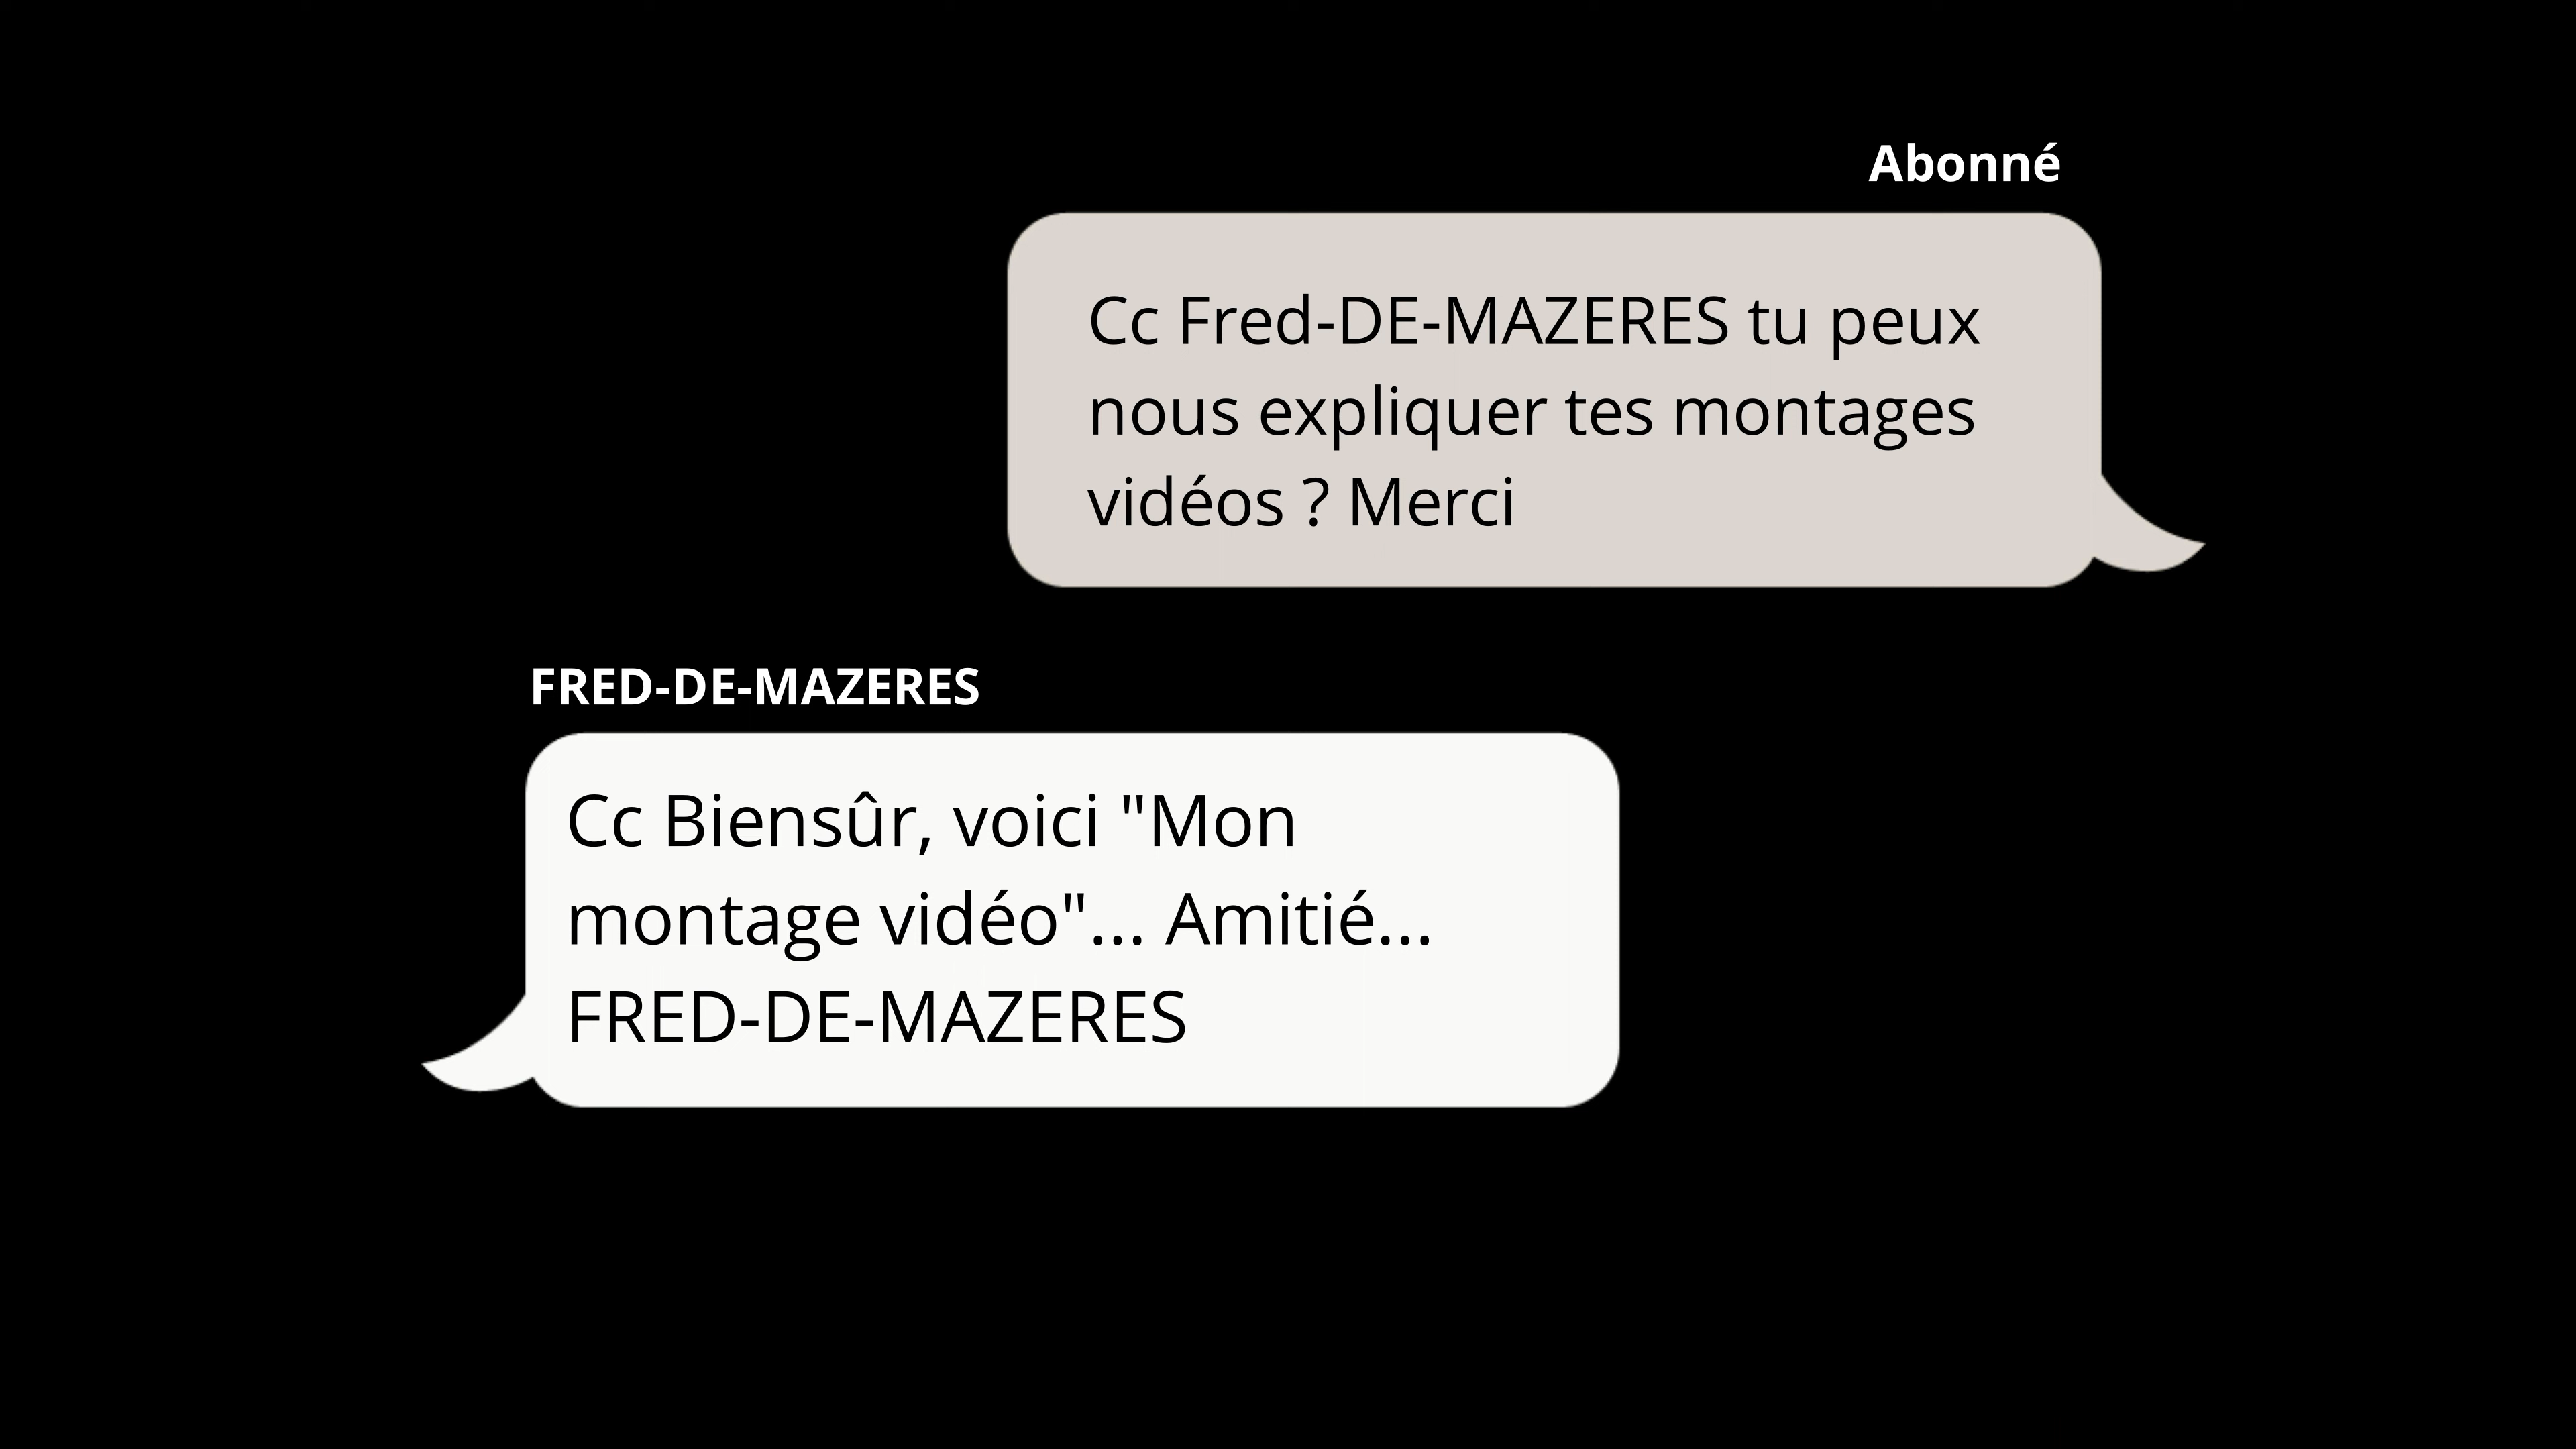 Abonné
Cc Fred-DE-MAZERES tu peux
nous expliquer tes montages
vidéos ? Merci
FRED-DE-MAZERES
Cc Biensûr, voici "Mon
montage vidéo"... Amitié...
FRED-DE-MAZERES